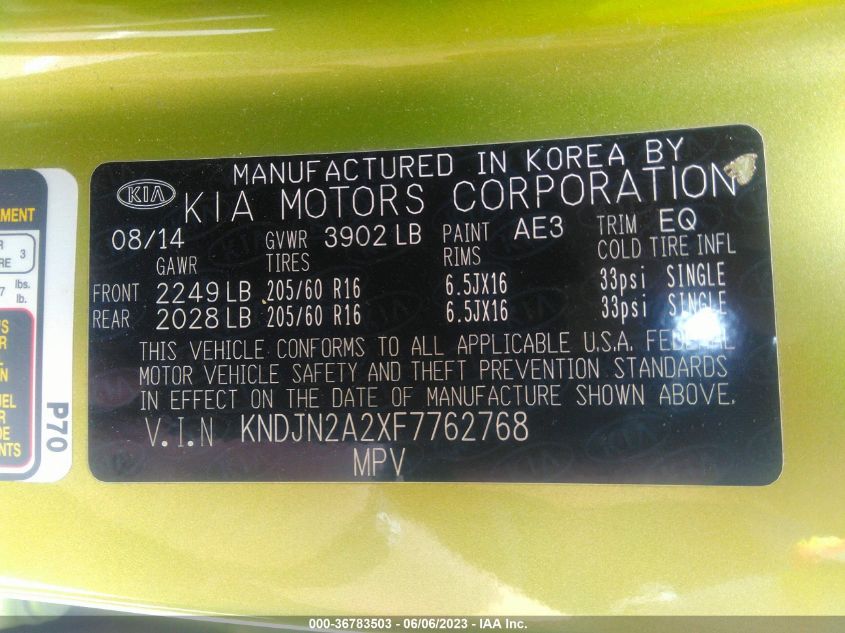 MANUFACTURED IN KOREA BY
KIA KIA MOTORS CORPORATION
08/14 GVWR 3902 LB PAINT AE3 TRIM EQ
GAWR TIRES RIMS COLD TIRE INFL
FRONT 2249 LB 205/60 R16 6.5JX16 33psi SINGLE
REAR 2028 LB 205/60 R16 6.5JX16 33psi SINGLE
THIS VEHICLE CONFORMS TO ALL APPLICABLE U.S.A. FEDERAL
MOTOR VEHICLE SAFETY AND THEFT PREVENTION STANDARDS
IN EFFECT ON THE DATE OF MANUFACTURE SHOWN ABOVE.
V.I.N KNDJN2A2XF7762768
MPV
3
lbs.
lb.
P70
000-36783503 - 06/06/2023 - IAA Inc.